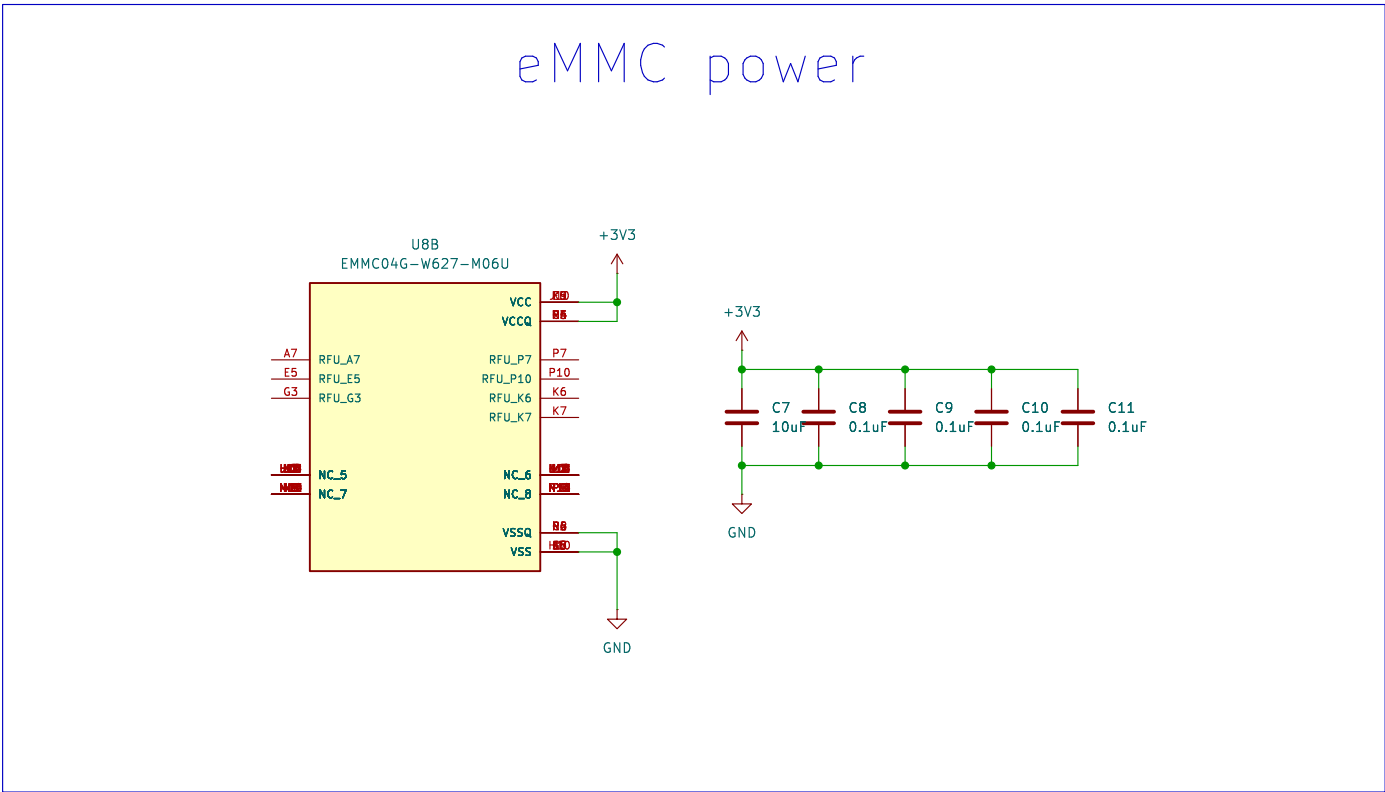 eMMC power
U8B
EMMC04G-W627-M06U
+3V3
VCC
VCCQ
A7 RFU_A7
E5 RFU_E5
G3 RFU_G3
RFU_P7 P7
RFU_P10 P10
RFU_K6 K6
RFU_K7 K7
NC_5
NC_7
NC_6
NC_8
VSSQ
VSS
GND
+3V3
C7
10uF
C8
0.1uF
C9
0.1uF
C10
0.1uF
C11
0.1uF
GND